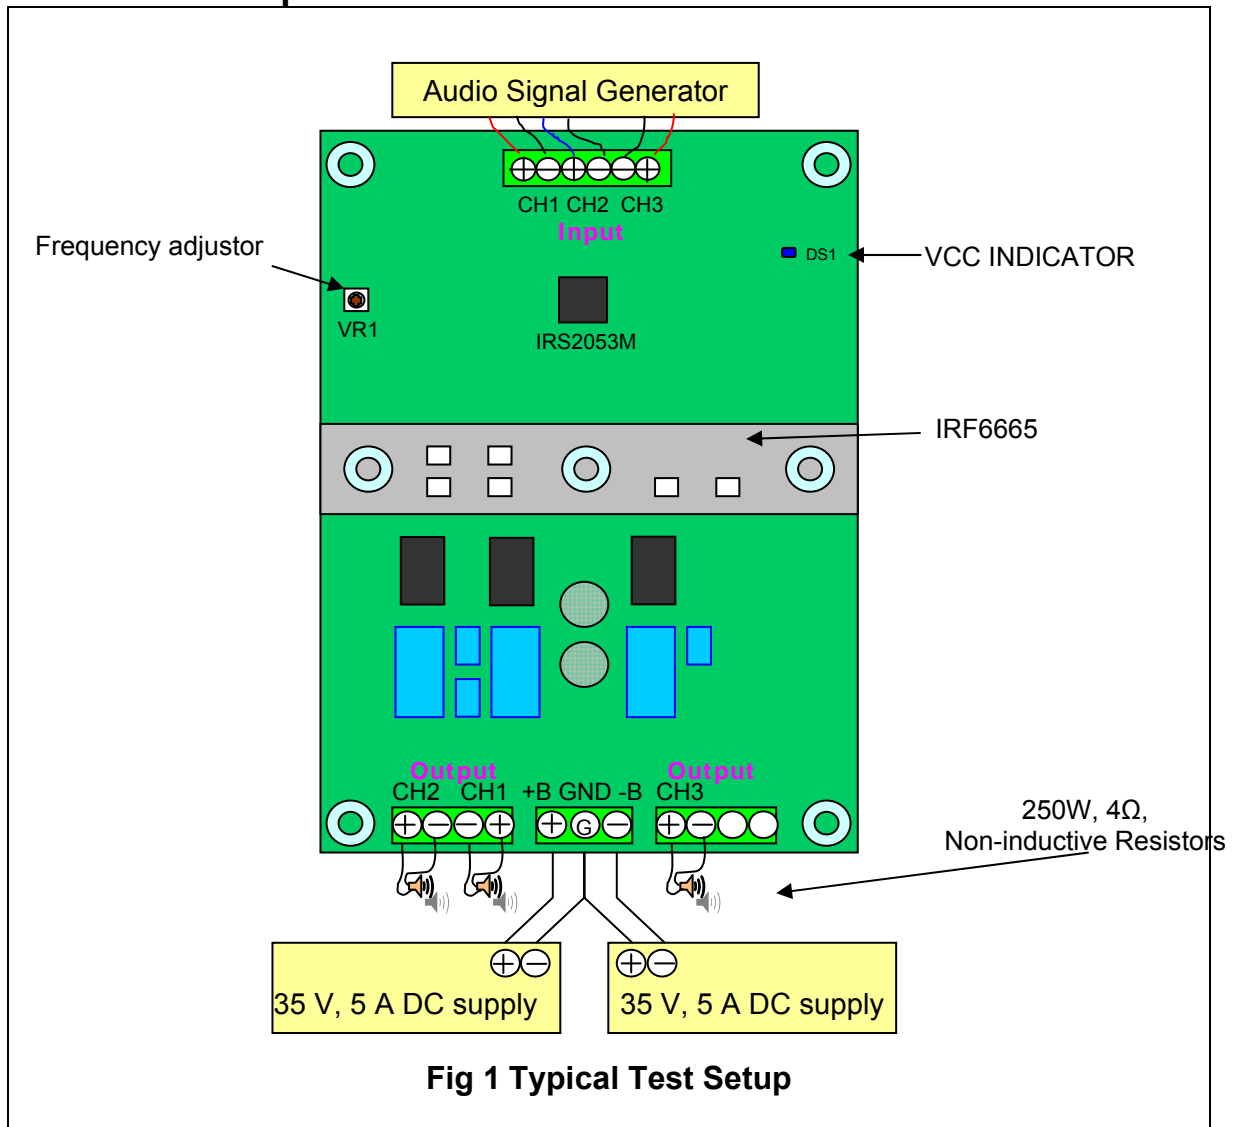 Audio Signal Generator
CH1 CH2 CH3
Input
Frequency adjustor
DS1
VCC INDICATOR
VR1
IRS2053M
IRF6665
Output
Output
CH2 CH1 +B GND -B CH3
G
250W, 4Ω,
Non-inductive Resistors
35 V, 5 A DC supply
35 V, 5 A DC supply
Fig 1 Typical Test Setup